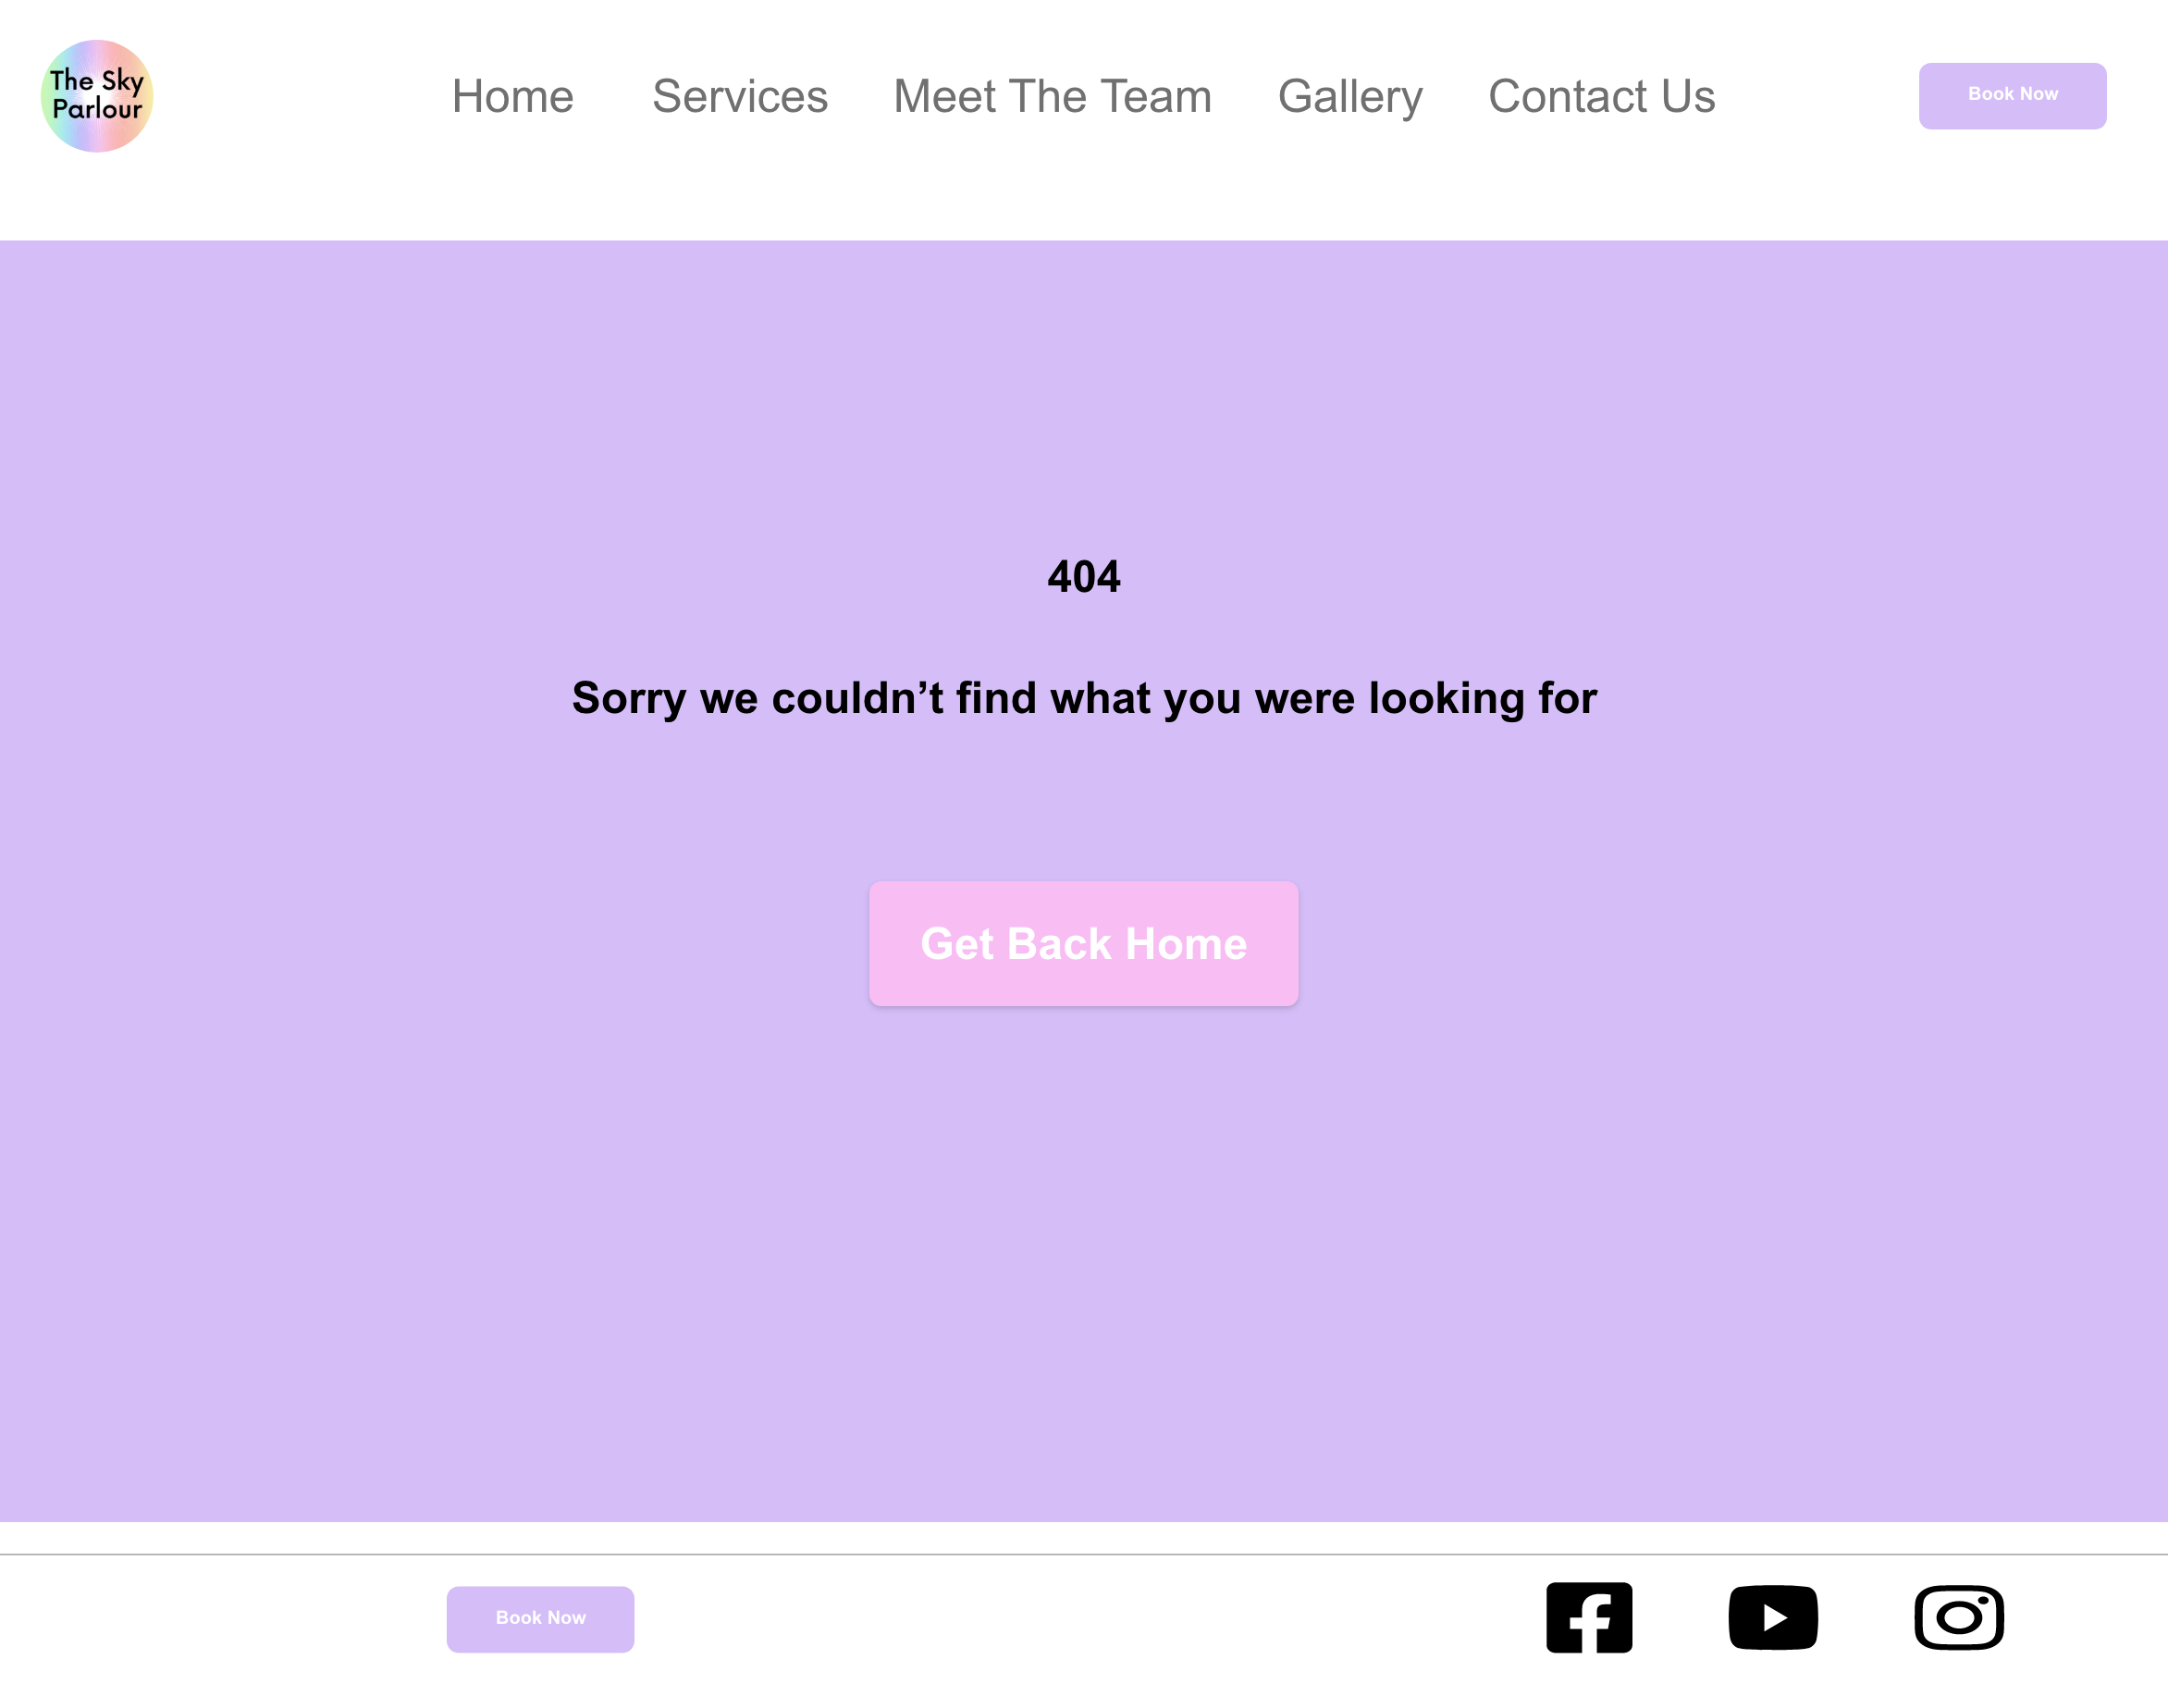 The Sky
Parlour
Home Services Meet The Team Gallery Contact Us Book Now
404
Sorry we couldn’t find what you were looking for
Get Back Home
Book Now